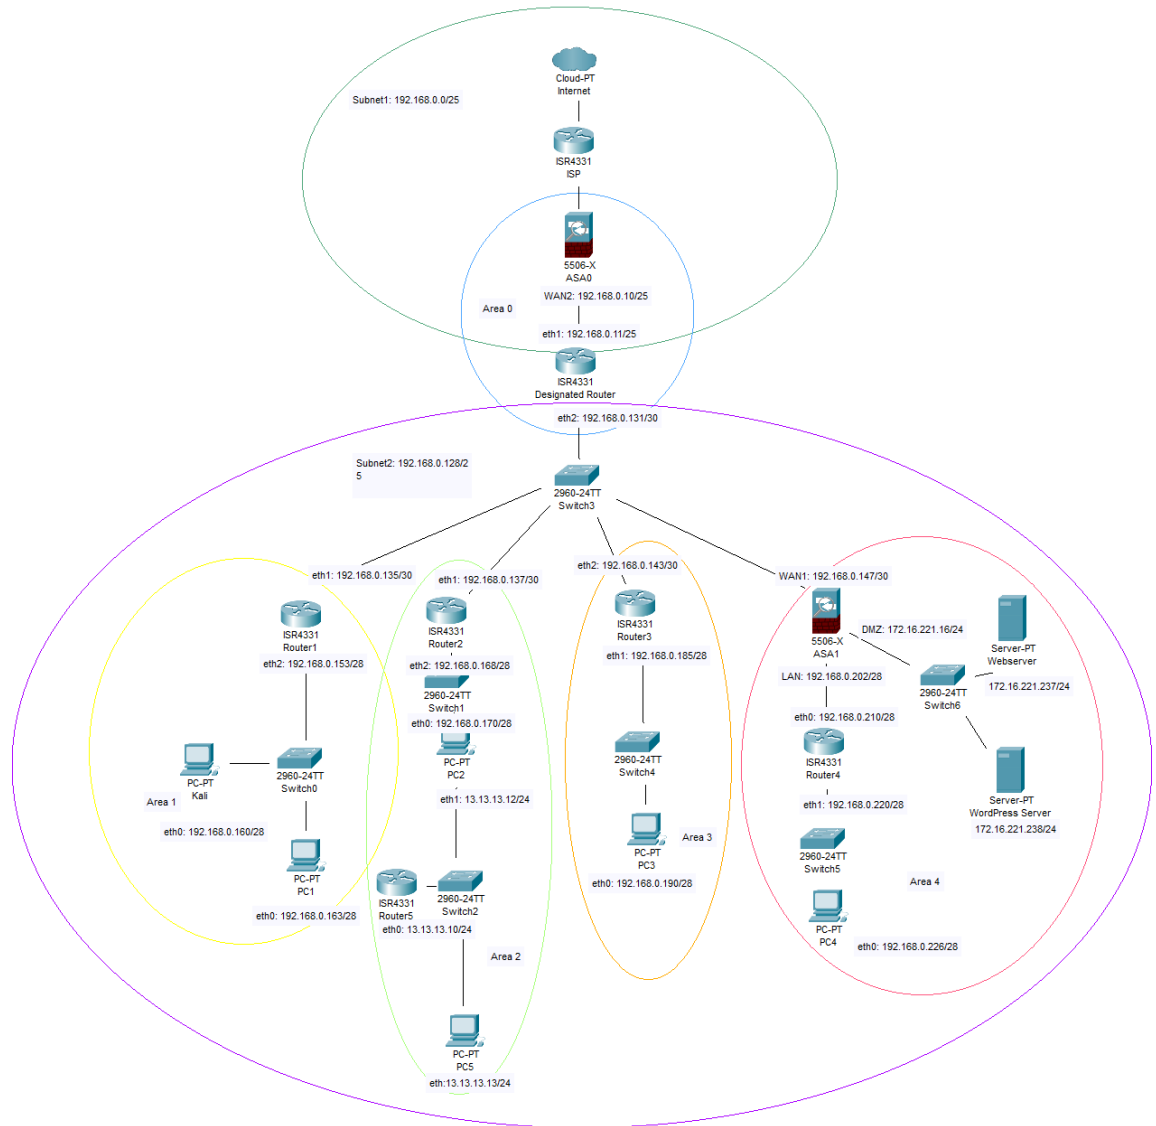 Cloud-PT
Internet
Subnet1: 192.168.0.0/25
ISR4331
ISP
5506-X
ASA0
WAN2: 192.168.0.10/25
Area 0
eth1: 192.168.0.11/25
ISR4331
Designated Router
eth2: 192.168.0.131/30
Subnet2: 192.168.0.128/2
5
2960-24TT
Switch3
eth1: 192.168.0.135/30
eth1: 192.168.0.137/30
eth2: 192.168.0.143/30
WAN1: 192.168.0.147/30
ISR4331
Router1
eth2: 192.168.0.153/28
2960-24TT
Switch0
PC-PT
Kali
Area 1
eth0: 192.168.0.160/28
PC-PT
PC1
eth0: 192.168.0.163/28
ISR4331
Router2
eth2: 192.168.0.168/28
2960-24TT
Switch1
eth0: 192.168.0.170/28
PC-PT
PC2
eth1: 13.13.13.12/24
2960-24TT
Switch2
ISR4331
Router5
eth0: 13.13.13.10/24
Area 2
PC-PT
PC5
eth:13.13.13.13/24
ISR4331
Router3
eth1: 192.168.0.185/28
2960-24TT
Switch4
PC-PT
PC3
Area 3
eth0: 192.168.0.190/28
5506-X
ASA1
DMZ: 172.16.221.16/24
LAN: 192.168.0.202/28
Server-PT
Webserver
172.16.221.237/24
2960-24TT
Switch6
eth0: 192.168.0.210/28
ISR4331
Router4
Server-PT
WordPress Server
172.16.221.238/24
eth1: 192.168.0.220/28
2960-24TT
Switch5
Area 4
PC-PT
PC4
eth0: 192.168.0.226/28